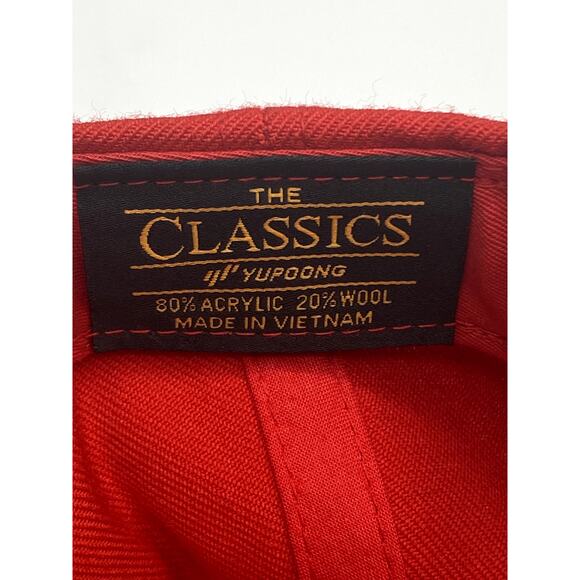 THE
CLASSICS
YUPOONG
80% ACRYLIC 20% WOOL
MADE IN VIETNAM